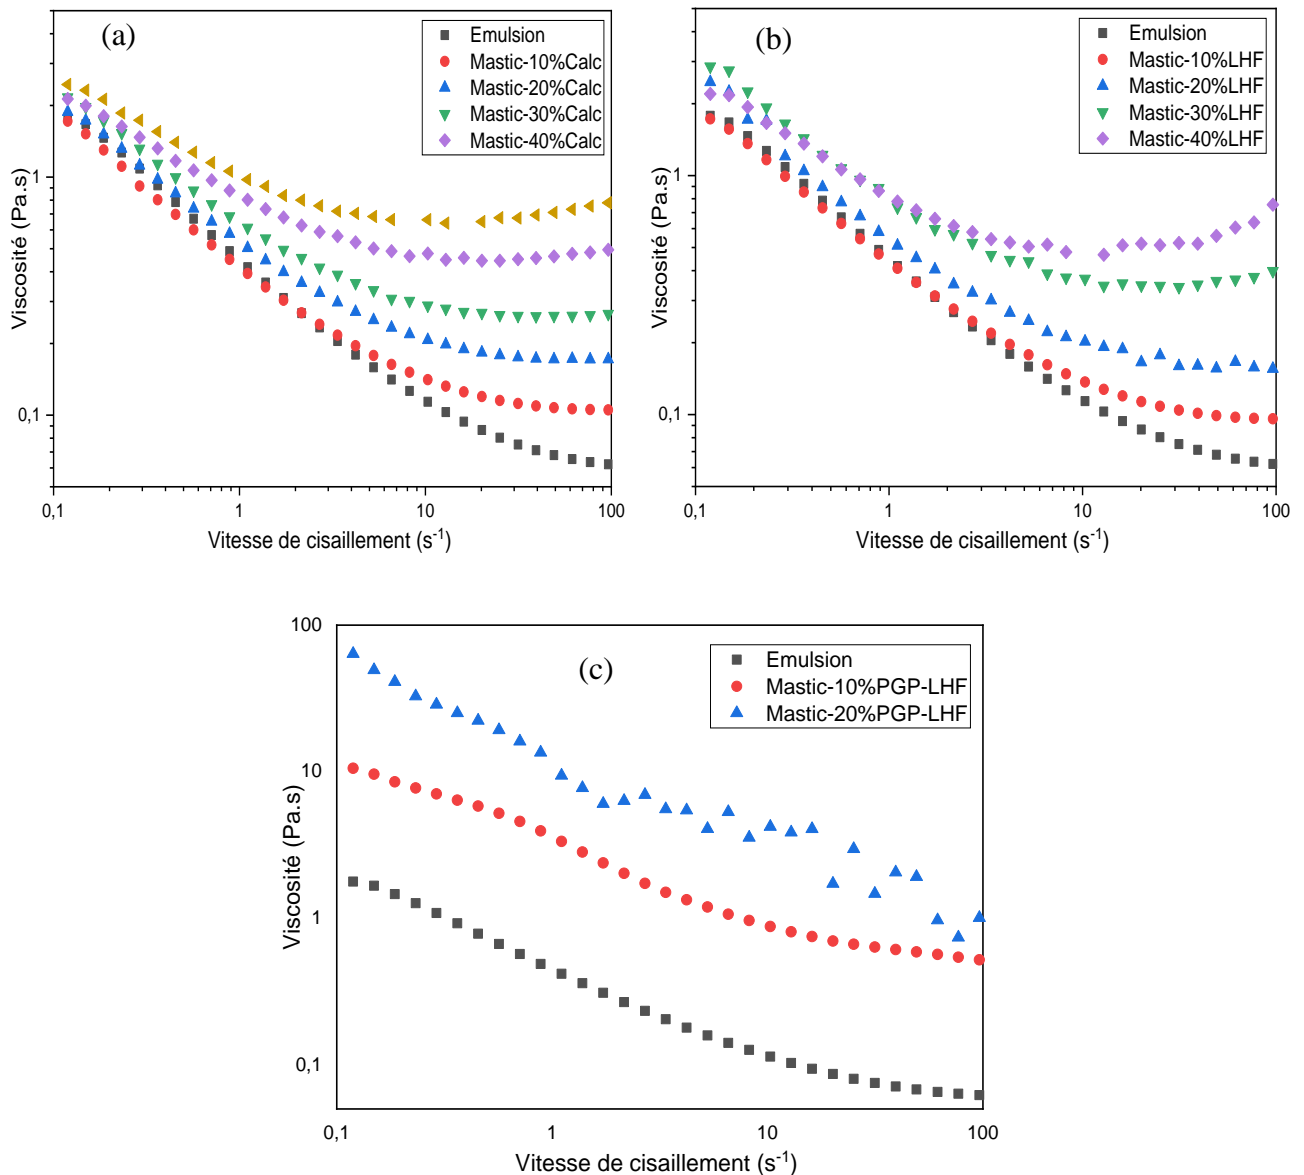 (a)
Emulsion
Mastic-10%Calc
Mastic-20%Calc
Mastic-30%Calc
Mastic-40%Calc
Viscosité (Pa.s)
1
0,1
0,1
1
10
100
Vitesse de cisaillement (s⁻¹)
(b)
Emulsion
Mastic-10%LHF
Mastic-20%LHF
Mastic-30%LHF
Mastic-40%LHF
Viscosité (Pa.s)
1
0,1
0,1
1
10
100
Vitesse de cisaillement (s⁻¹)
(c)
Emulsion
Mastic-10%PGP-LHF
Mastic-20%PGP-LHF
Viscosité (Pa.s)
100
10
1
0,1
0,1
1
10
100
Vitesse de cisaillement (s⁻¹)